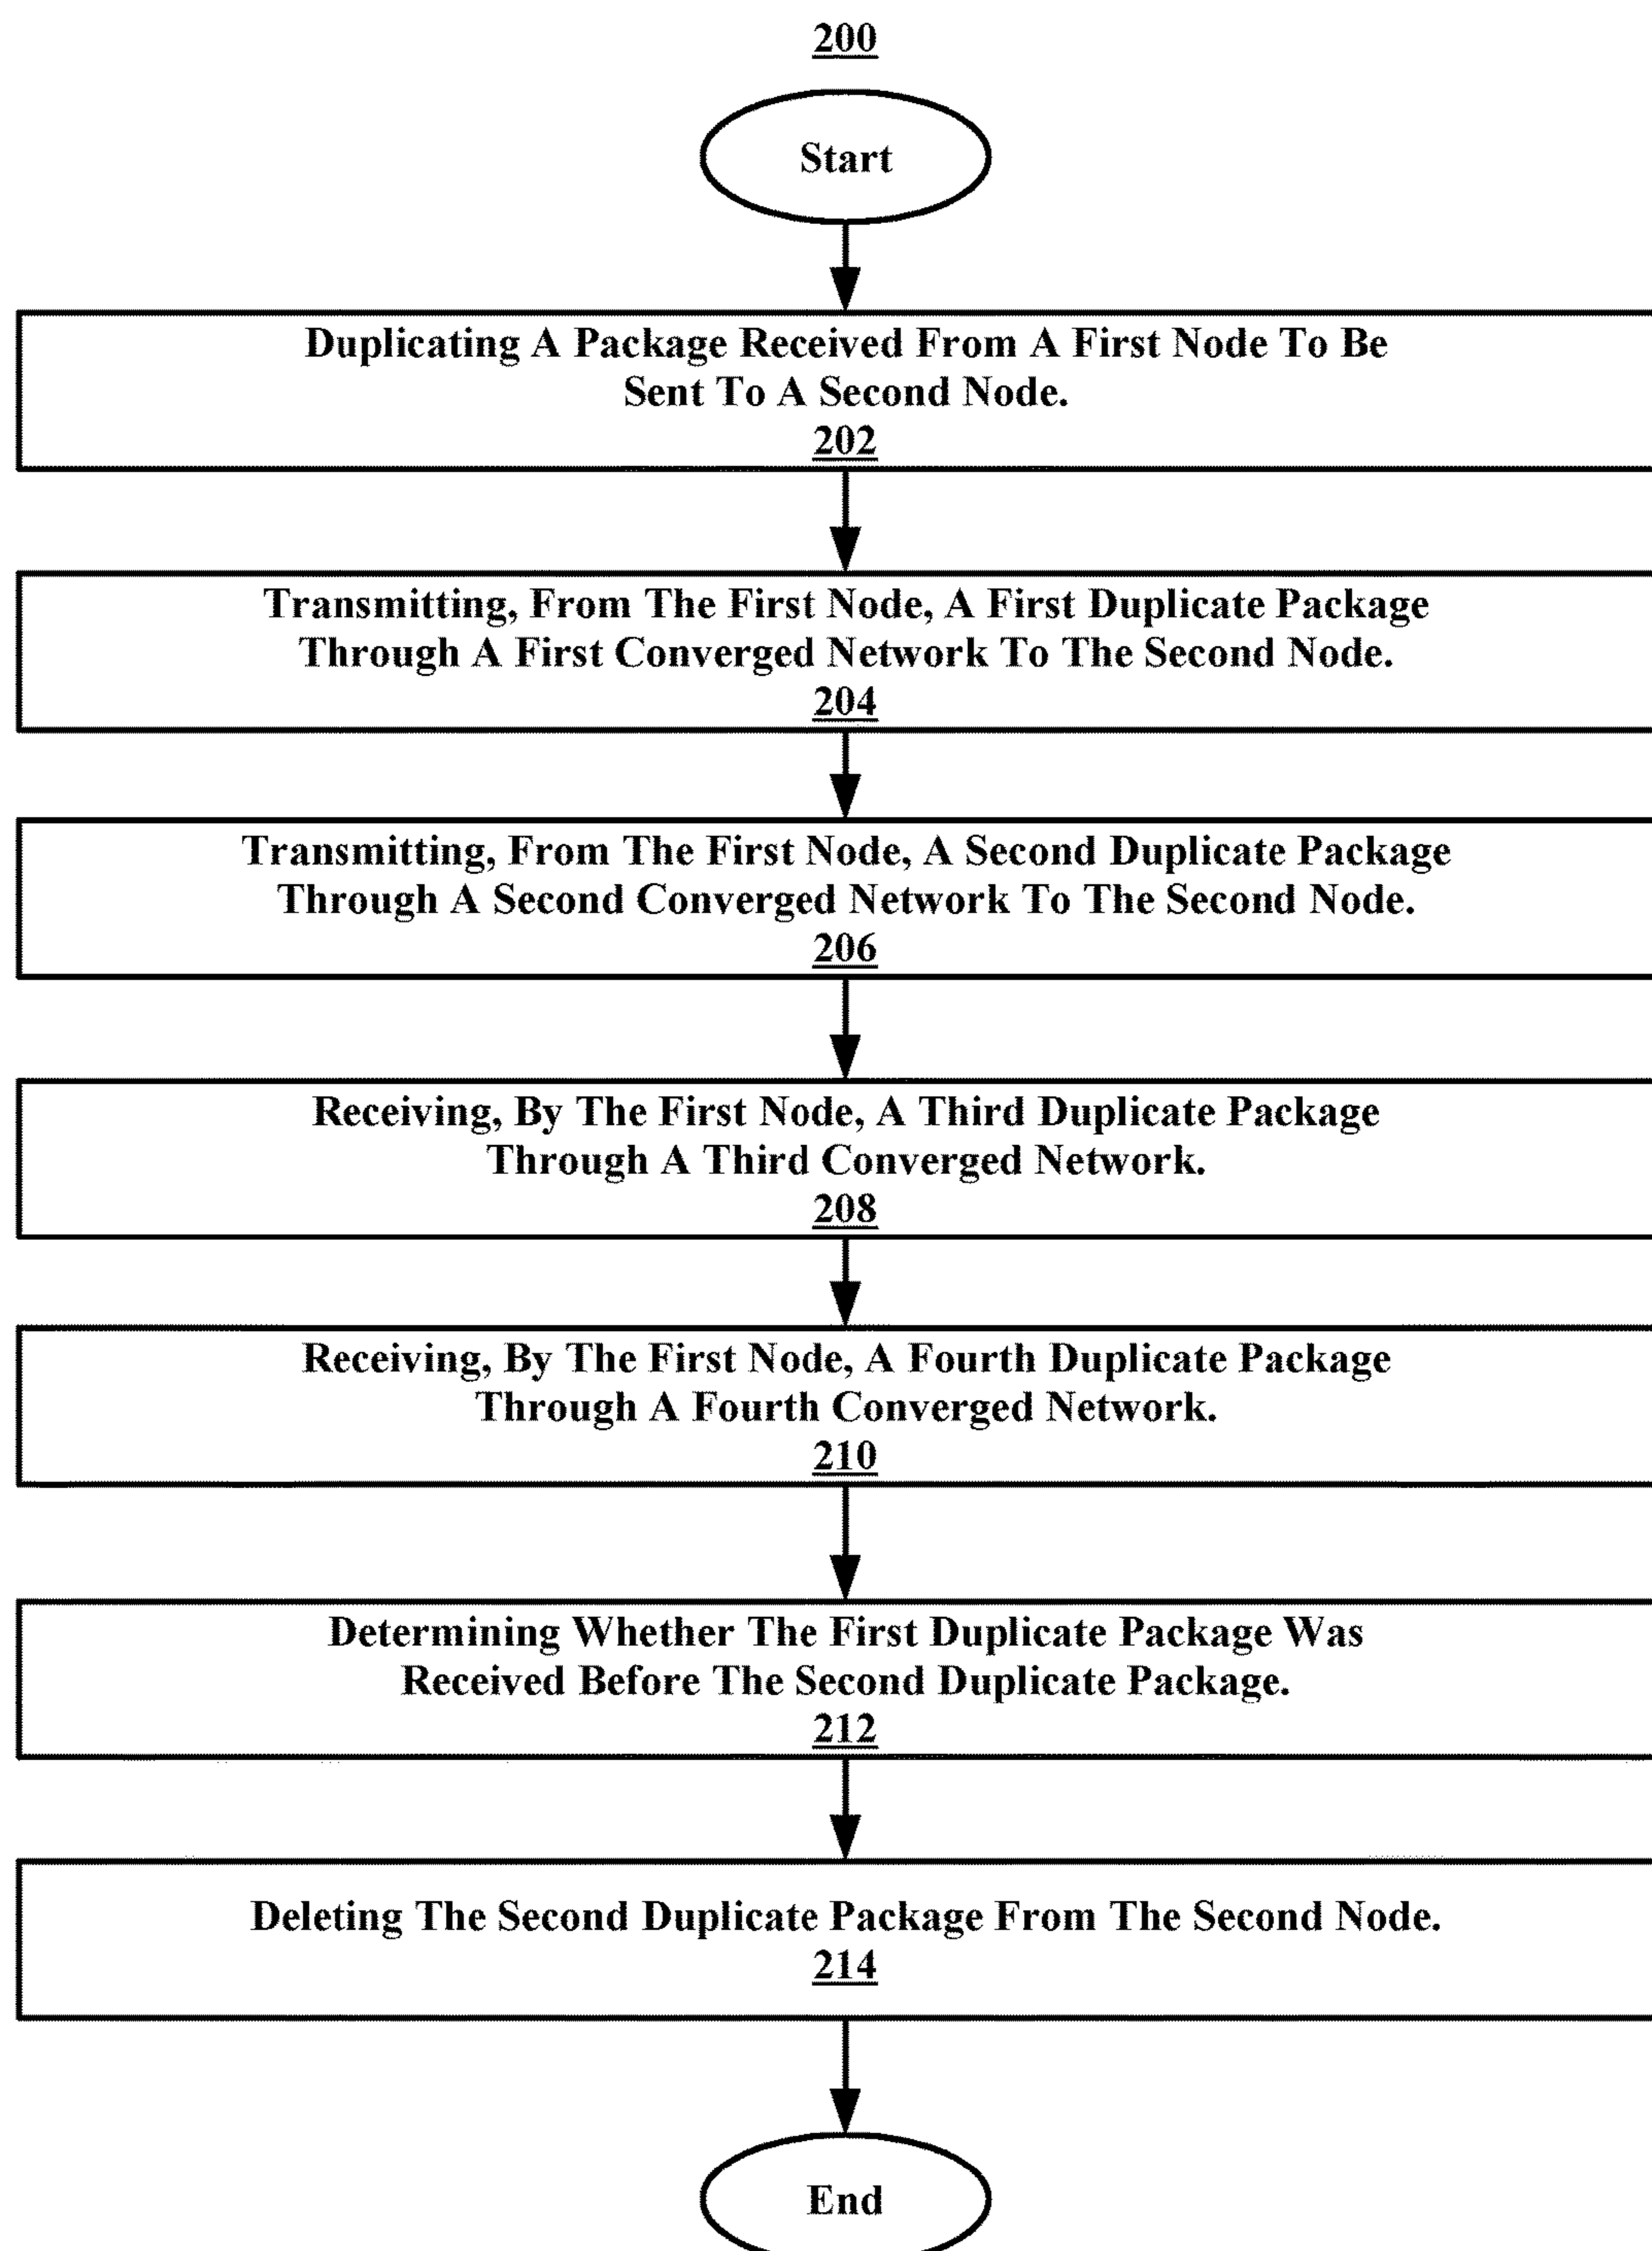 200
Start
Duplicating A Package Received From A First Node To Be
Sent To A Second Node.
202
Transmitting, From The First Node, A First Duplicate Package
Through A First Converged Network To The Second Node.
204
Transmitting, From The First Node, A Second Duplicate Package
Through A Second Converged Network To The Second Node.
206
Receiving, By The First Node, A Third Duplicate Package
Through A Third Converged Network.
208
Receiving, By The First Node, A Fourth Duplicate Package
Through A Fourth Converged Network.
210
Determining Whether The First Duplicate Package Was
Received Before The Second Duplicate Package.
212
Deleting The Second Duplicate Package From The Second Node.
214
End